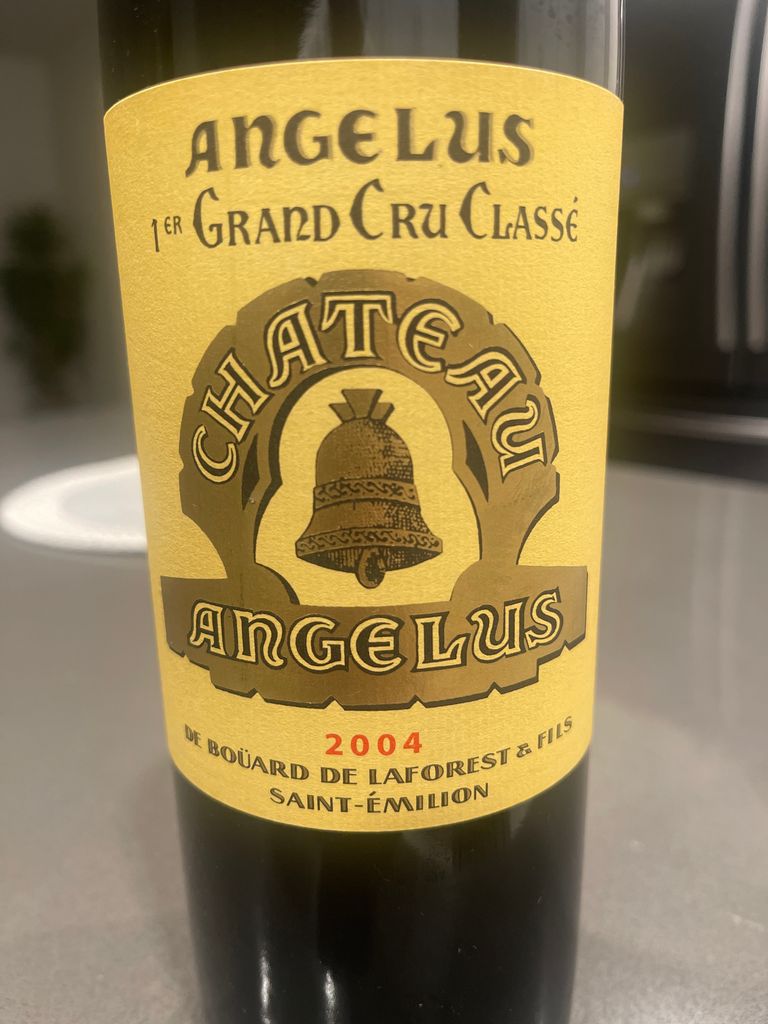 ANGELUS
1ER GRAND CRU CLASSÉ
CHATEAU
ANGELUS
2004
DE BOÜARD DE LAFOREST & FILS
SAINT-ÉMILION